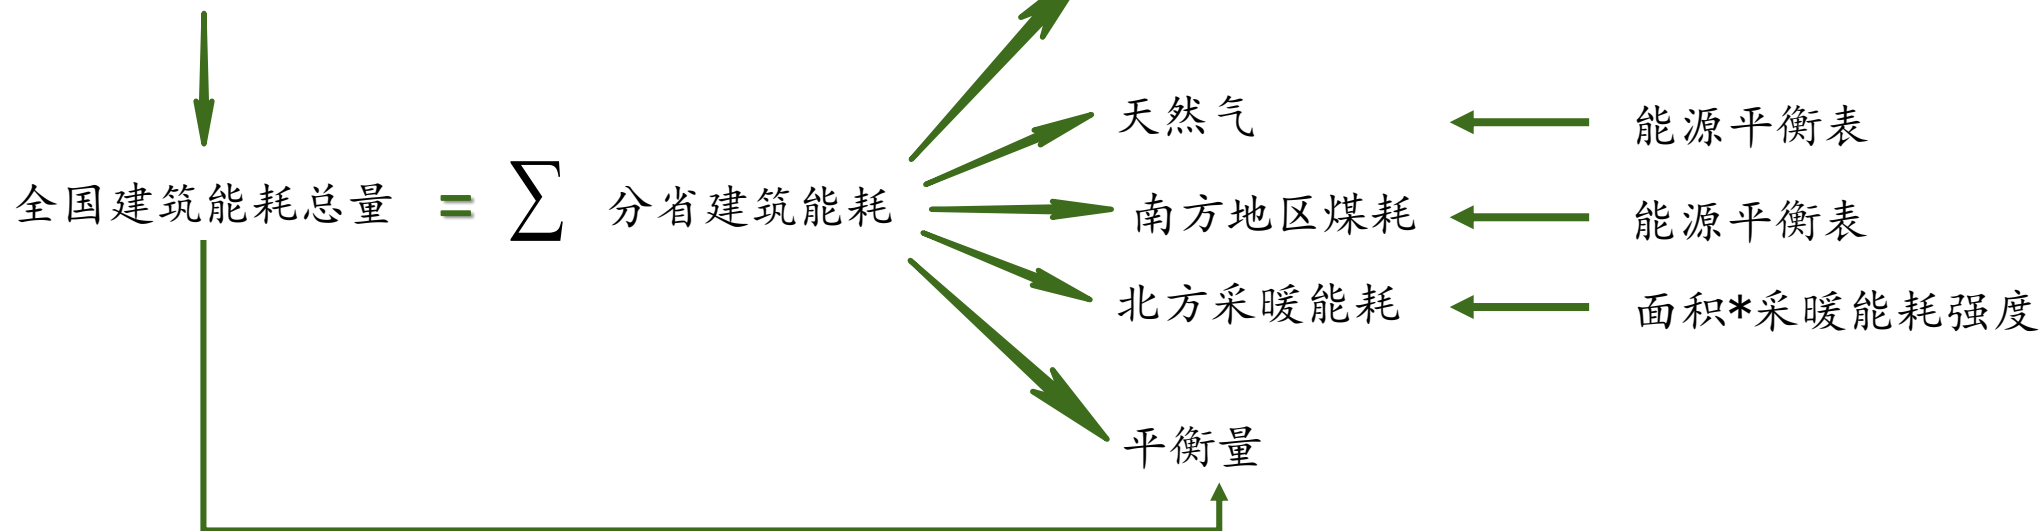 天然气
能源平衡表
全国建筑能耗总量 = ∑ 分省建筑能耗
南方地区煤耗
能源平衡表
北方采暖能耗
面积*采暖能耗强度
平衡量